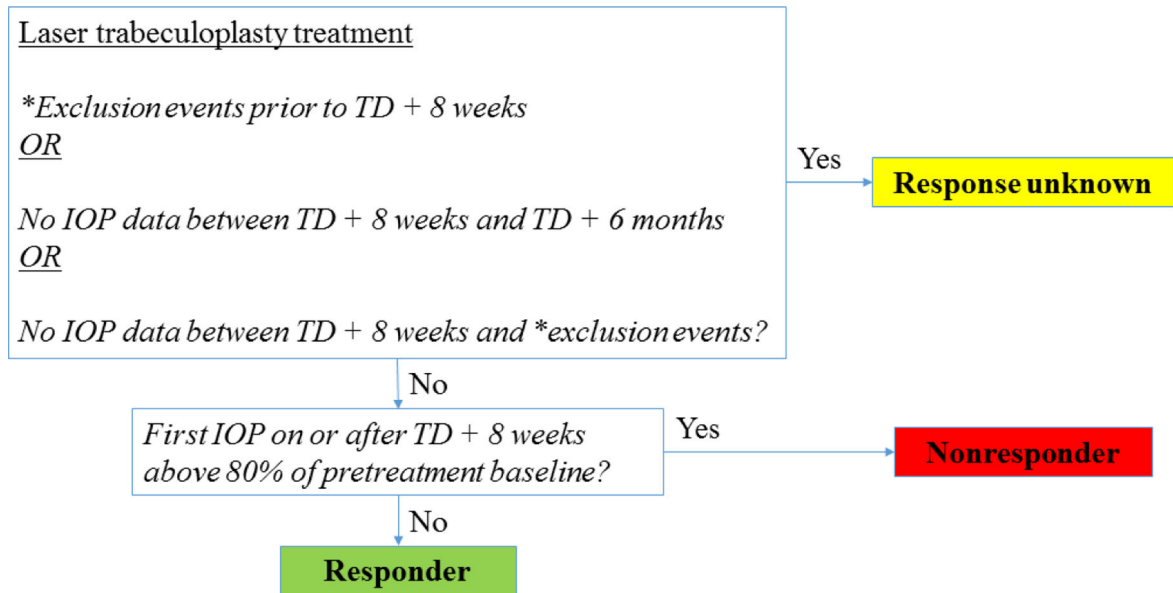 Laser trabeculoplasty treatment
*Exclusion events prior to TD + 8 weeks
OR
No IOP data between TD + 8 weeks and TD + 6 months
OR
No IOP data between TD + 8 weeks and *exclusion events?
Yes
Response unknown
No
First IOP on or after TD + 8 weeks
above 80% of pretreatment baseline?
Yes
Nonresponder
No
Responder